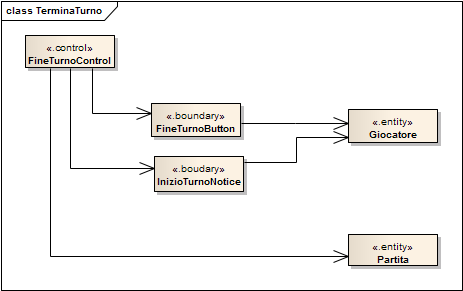 class TerminaTurno
«.control»
FineTurnoControl
«.boundary»
FineTurnoButton
«.entity»
Giocatore
«.boudary»
InizioTurnoNotice
«.entity»
Partita